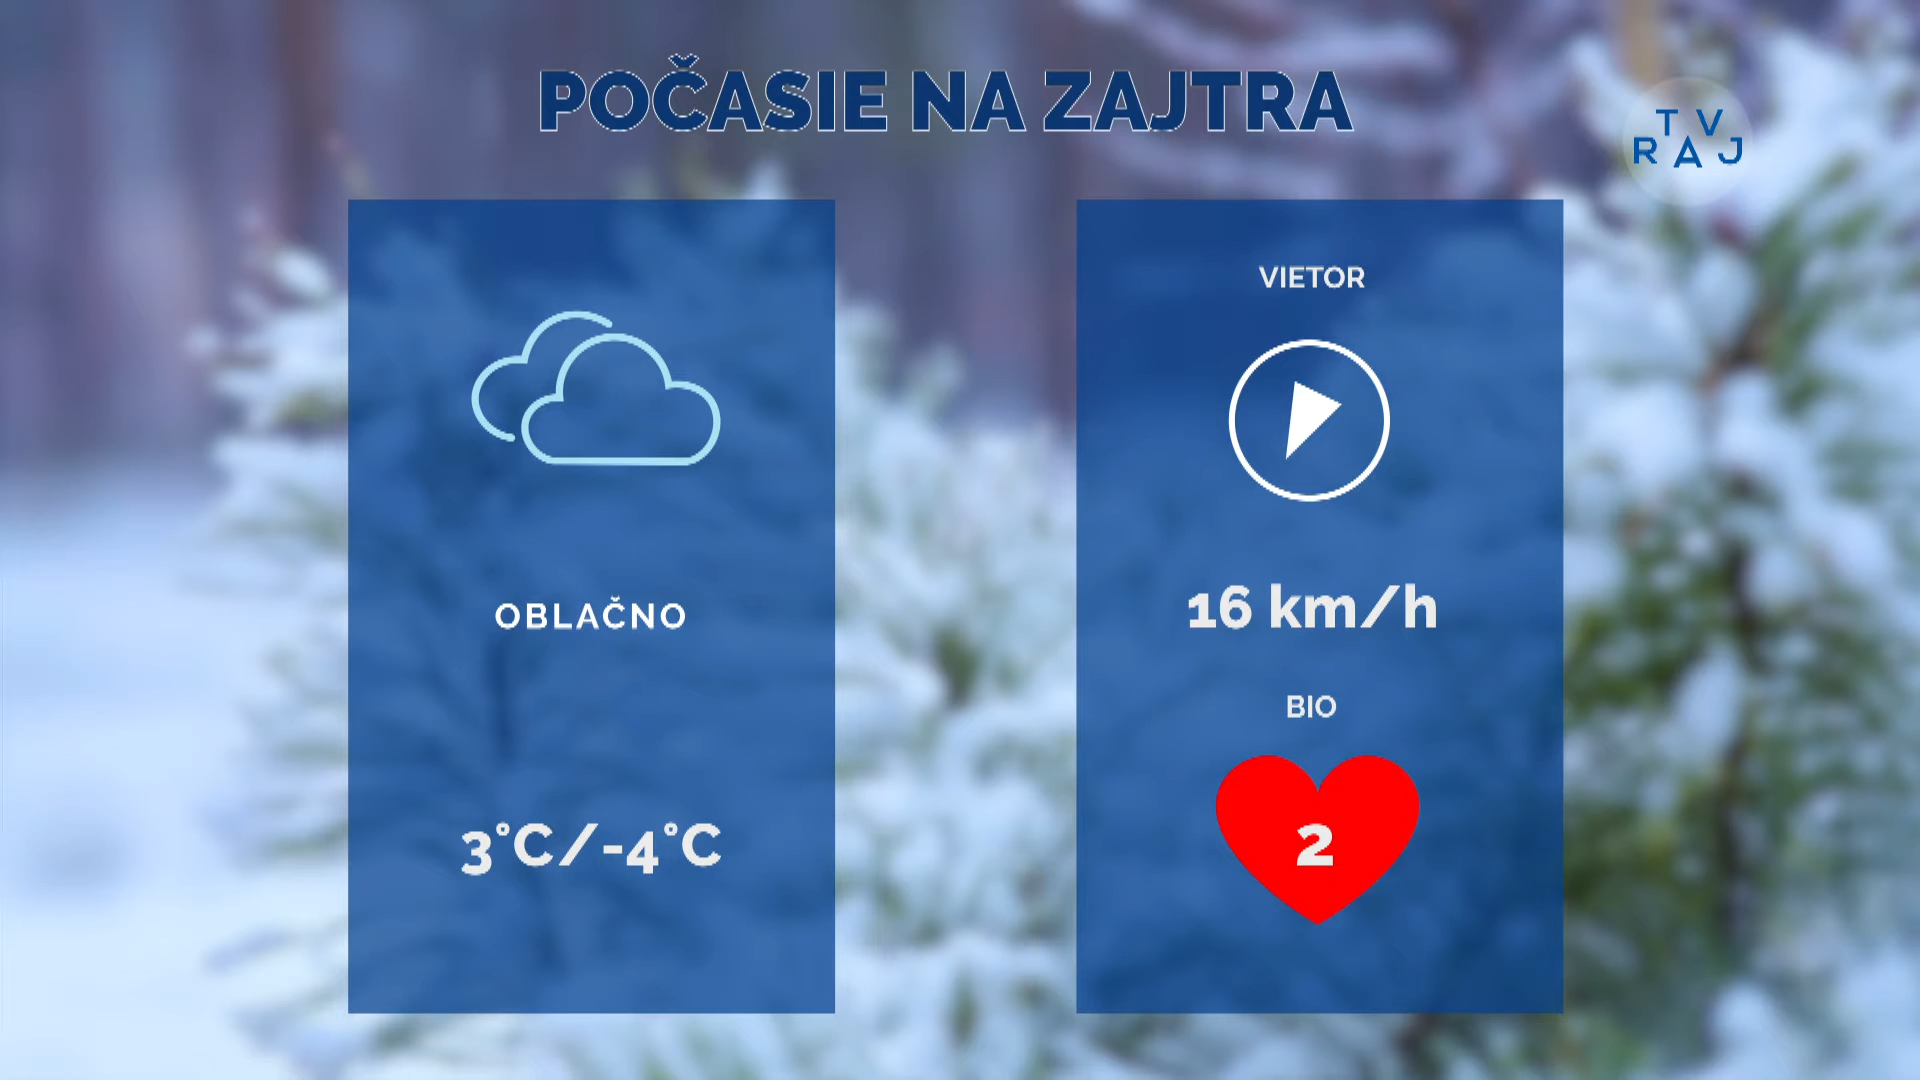 POČASIE NA ZAJTRA
TV
RAJ
OBLAČNO
3°C/-4°C
VIETOR
16 km/h
BIO
2